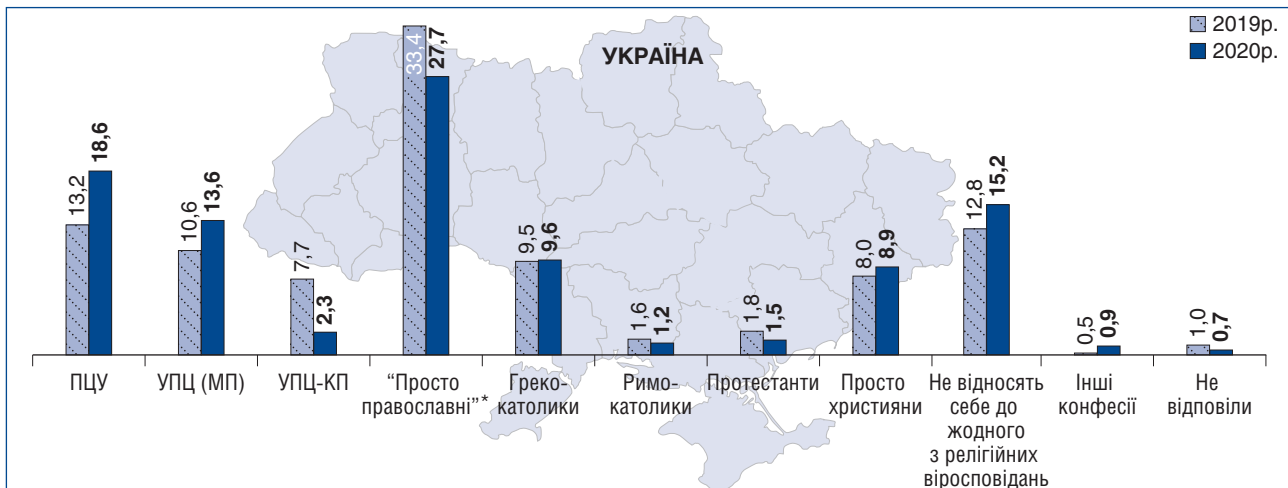 УКРАЇНА
2019р.
2020р.
13,2
18,6
10,6
13,6
7,7
2,3
33,4
27,7
9,5
9,6
1,6
1,2
1,8
1,5
8,0
8,9
12,8
15,2
0,5
0,9
1,0
0,7
ПЦУ
УПЦ (МП)
УПЦ-КП
“Просто
православні”*
Греко-
католики
Римо-
католики
Протестанти
Просто
християни
Не відносять
себе до
жодного
з релігійних
віросповідань
Інші
конфесії
Не
відповіли